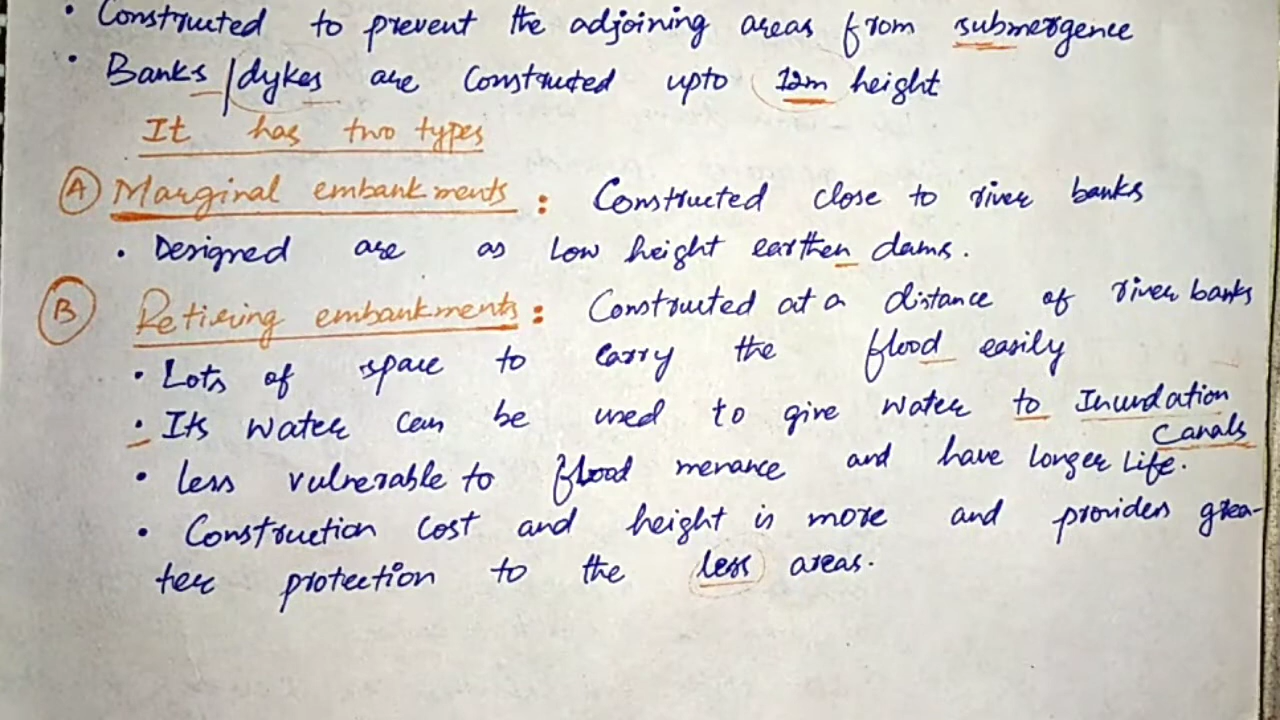 • Constructed to prevent the adjoining areas from submergence
• Banks/dykes are constructed upto 12m height
It has two types
Ⓐ Marginal embankments : Constructed close to river banks
• Designed are as low height earthen dams.
Ⓑ Retiring embankments : Constructed at a distance of river banks
• Lots of space to carry the flood easily
• Its water can be used to give water to Inundation
Canals
• Less vulnerable to flood menance and have longer life.
• Construction cost and height is more and provides grea-
ter protection to the less areas.